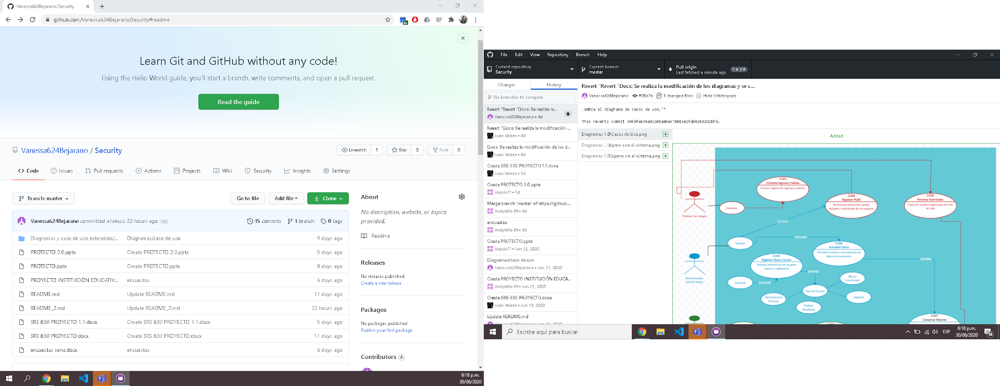 Vanessa624Bejarano/Security
github.com/Vanessa624Bejarano/Security#readme
NP
Learn Git and GitHub without any code!
Using the Hello World guide, you'll start a branch, write comments, and open a pull request.
Read the guide
Vanessa624Bejarano / Security
Unwatch 1 Star 0 Fork 0
Code Issues Pull requests Actions Projects Wiki Security Insights Settings
Branch: master Go to file Add file Clone
Vanessa624Bejarano committed d7d4ec2 22 hours ago ... 15 commits 1 branch 0 tags
Diagramas y caso de uso extendido/... Diagramas/caso de uso 9 days ago
PROTECTO 2.0.pptx Create PROTECTO 2.0.pptx 5 days ago
PROTECTO.pptx Create PROTECTO.pptx 8 days ago
PROYECTO INSTITUCIÓN EDUCATIV... encuestas 6 days ago
README.md Update README.md 11 days ago
README_2.md Update README_2.md 22 hours ago
SRS 830 PROYECTO 1.1.docx Create SRS 830 PROYECTO 1.1.docx 5 days ago
SRS 830 PROYECTO.docx Create SRS 830 PROYECTO.docx 11 days ago
encuestas sena.docx encuestas 6 days ago
About
No description, website, or topics
provided.
Readme
Releases
No releases published
Create a new release
Packages
No packages published
Publish your first package
Contributors 4
6:18 p.m.
30/06/2020
File Edit View Repository Branch Help
Current repository
Security
Current branch
master
Pull origin
Last fetched a minute ago
1 3
Changes History
No branches to compare
Revert "Revert "Docs: Se realiza la...
Vanessa624Bejarano • 4d
Revert "Docs: Se realiza la modificación ...
Juan Valero • 4d
Docs: Se realiza la modificación de los d...
Juan Valero • 4d
Create SRS 830 PROYECTO 1.1.docx
Juan Valero • 5d
Create PROTECTO 2.0.pptx
alejob77 • 5d
Merge branch 'master' of https://github....
Andyvilla-99 • 6d
encuestas
Andyvilla-99 • 6d
Create PROTECTO.pptx
alejob77 • Jun 22, 2020
Diagramas/caso de uso
Vanessa624Bejarano • Jun 21, 2020
Create PROYECTO INSTITUCIÓN EDUCA...
Andyvilla-99 • Jun 21, 2020
Create SRS 830 PROYECTO.docx
Juan Valero • Jun 19, 2020
Update README.md
Vanessa624Bejarano • Jun 19, 2020
Revert "Revert "Docs: Se realiza la modificación de los diagramas y se c...
Vanessa624Bejarano ff28e7e 3 changed files Hide Whitespace
…ambia el diagrama de casos de uso.""
This reverts commit 3459fa674a9130ba90ec78b63e2fd463b92d2bf9.
Diagramas 1.0\Casos de Uso.png
Diagramas ...\bpmn con el sistema.png
Diagramas 1.0\bpmn sin el sistema.png
Added
CU03
Controlar Ingresos y Salidas
Crea un registro de ingresos y alertas
CU04
Registrar PQRS
Almacenara peticiones, quejas,
reclamos y solicitudes de los usuarios.
CU05
Personas Autorizadas
Copia de usuarios registrados en caso
de falla
Controlar
Profesor Tecnología
EXTEND
Realizar
INCLUDE
CU06
Actualizar Datos
Permite el cambio y actualización de
datos de los usuarios
CU02
Registrar Nuevo Usuario
Solicitar información de usuarios
nuevos y registrarlos
EXTEND
EXTEND
Administrativo
(SECRETARIA)
Controlar
INCLUDE
Rector
Coordinador
Tipo de Usuario
Administrativo
Docente
Vigilante
Profesor
Estudiante
CU07
Conservar Historial
CU01
Escribe aquí para buscar
ESP
6:18 p.m.
30/06/2020
14